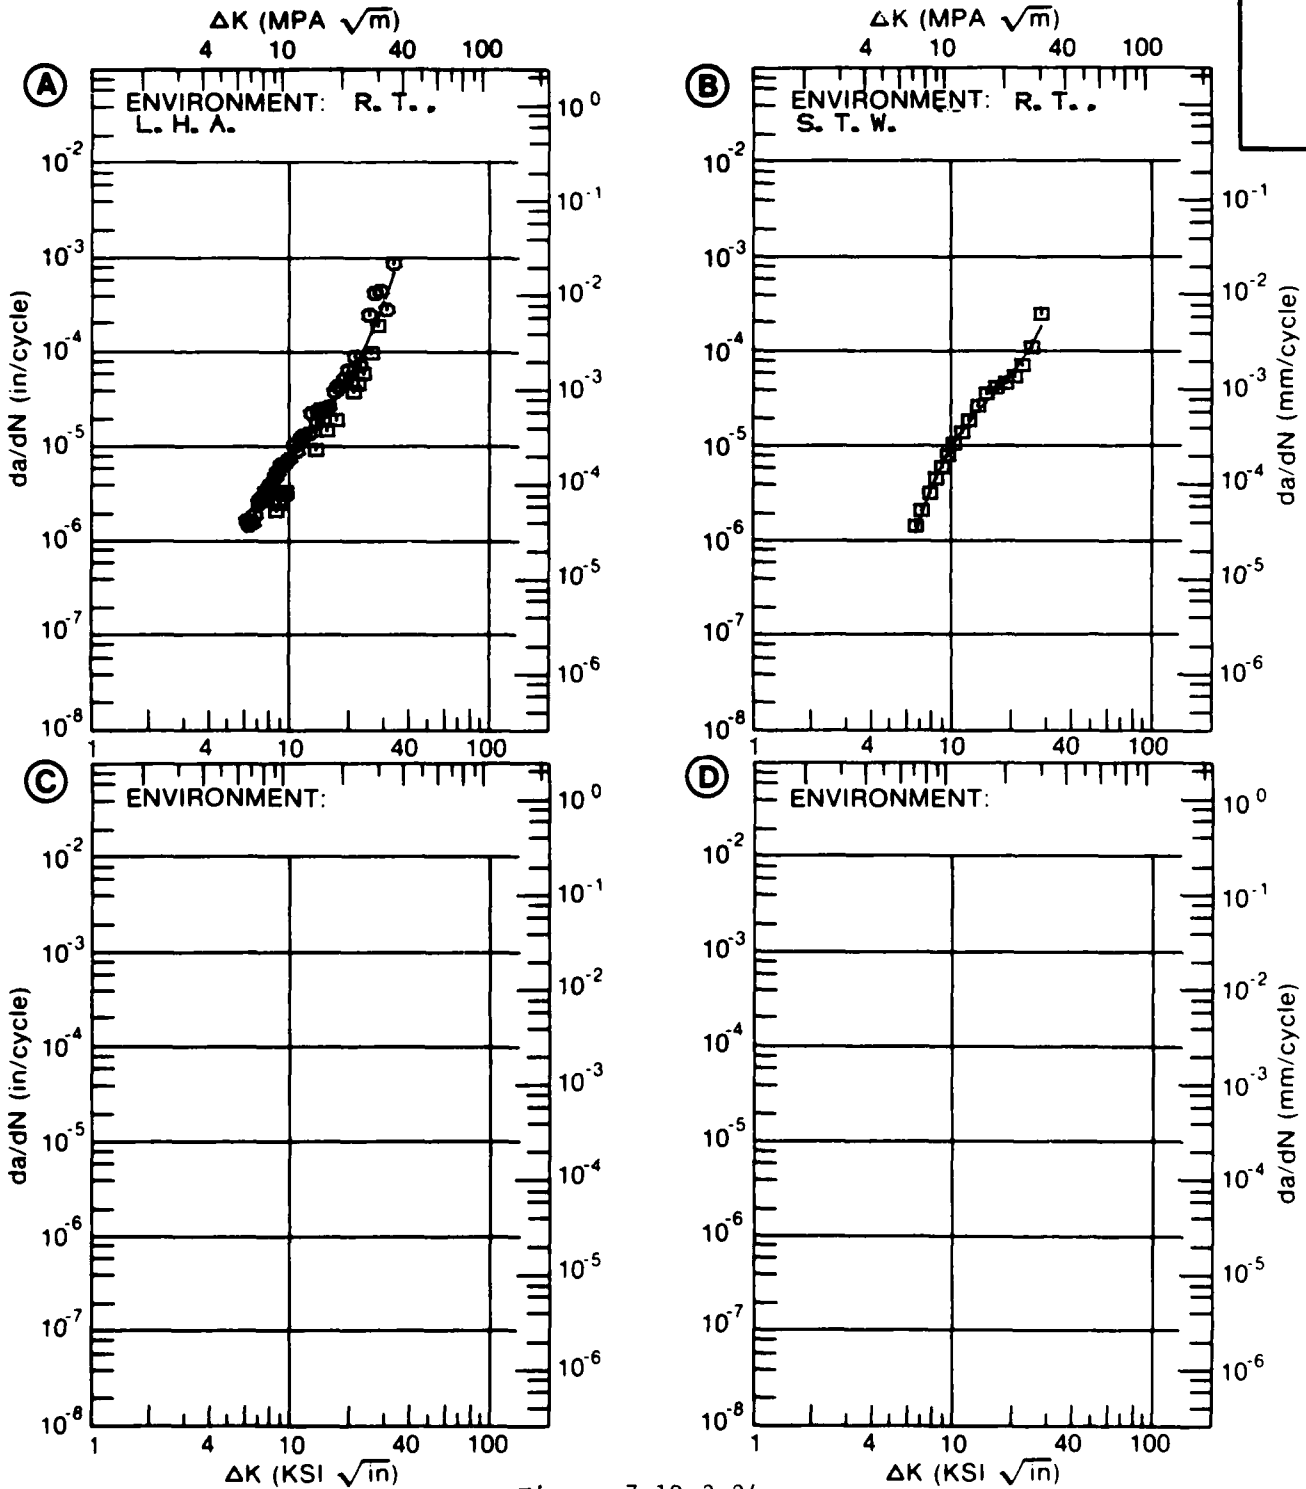 ΔK (MPA √m)
4 10 40 100
A
ENVIRONMENT: R. T.,
L. H. A.
10^0
10^-2
10^-1
10^-3
10^-2
10^-4
10^-3
10^-5
10^-4
10^-6
10^-5
10^-7
10^-6
10^-8
1 4 10 40 100
da/dN (in/cycle)
ΔK (MPA √m)
4 10 40 100
B
ENVIRONMENT: R. T.,
S. T. W.
10^-2
10^-1
10^-3
10^-2
10^-4
10^-3
10^-5
10^-4
10^-6
10^-5
10^-7
10^-6
10^-8
1 4 10 40 100
da/dN (mm/cycle)
C
ENVIRONMENT:
10^0
10^-2
10^-1
10^-3
10^-2
10^-4
10^-3
10^-5
10^-4
10^-6
10^-5
10^-7
10^-6
10^-8
1 4 10 40 100
da/dN (in/cycle)
ΔK (KSI √in)
D
ENVIRONMENT:
10^0
10^-2
10^-1
10^-3
10^-2
10^-4
10^-3
10^-5
10^-4
10^-6
10^-5
10^-7
10^-6
10^-8
1 4 10 40 100
da/dN (mm/cycle)
ΔK (KSI √in)